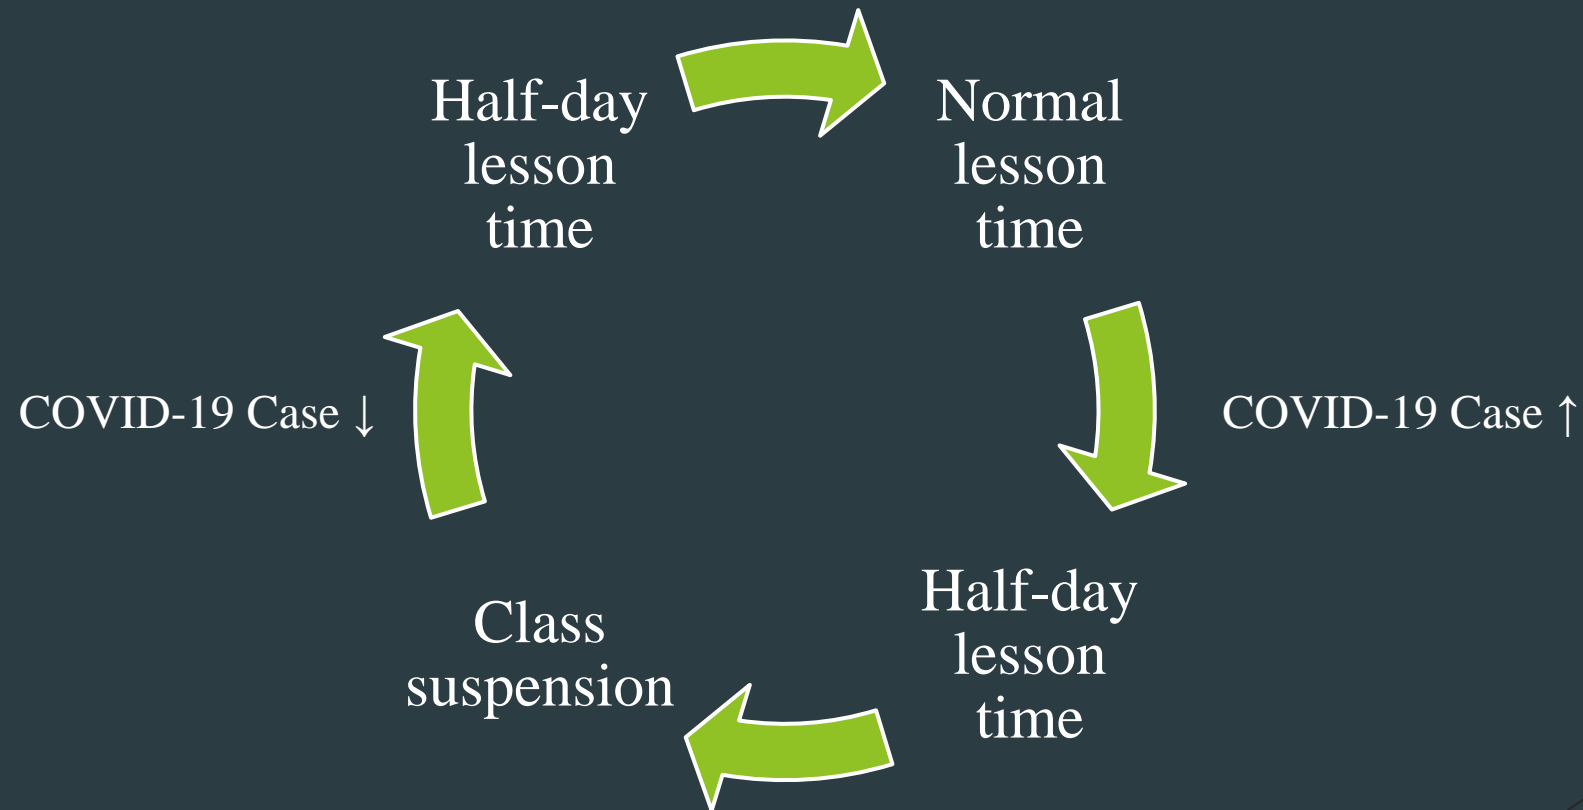 Half-day
lesson
time
Normal
lesson
time
COVID-19 Case ↓
COVID-19 Case ↑
Class
suspension
Half-day
lesson
time